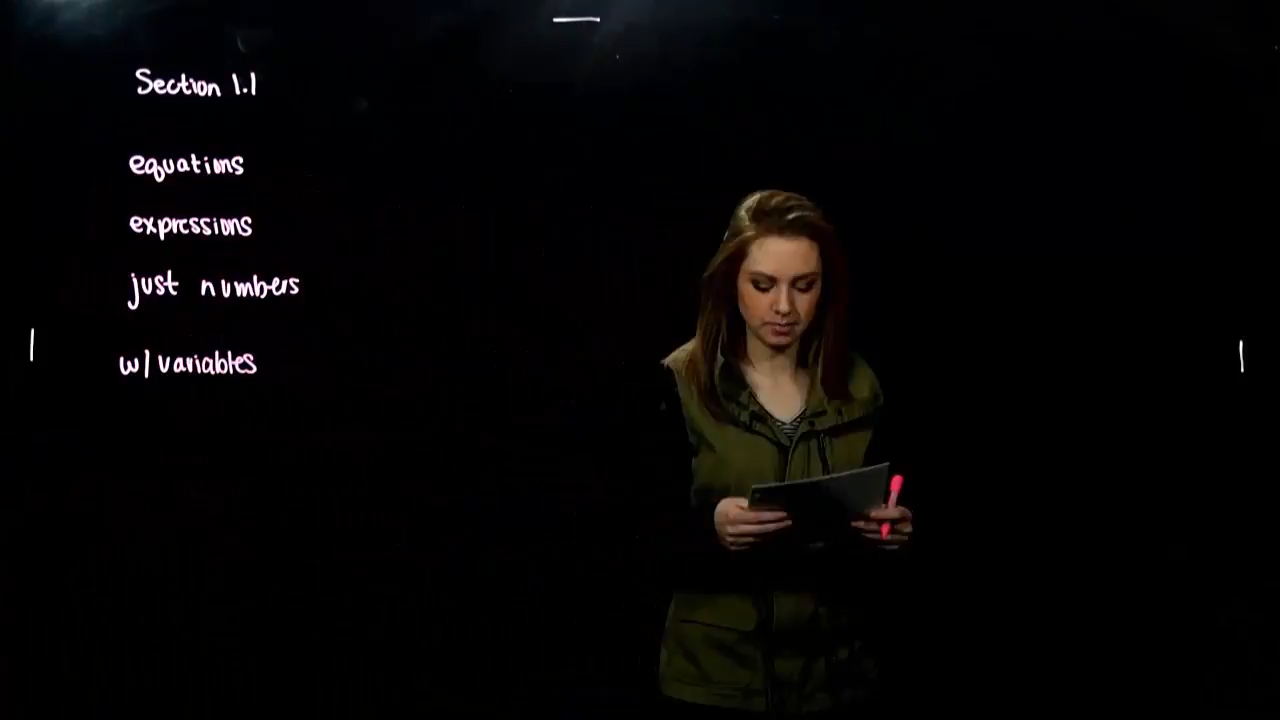 Section 1.1
equations
expressions
just numbers
w/ variables